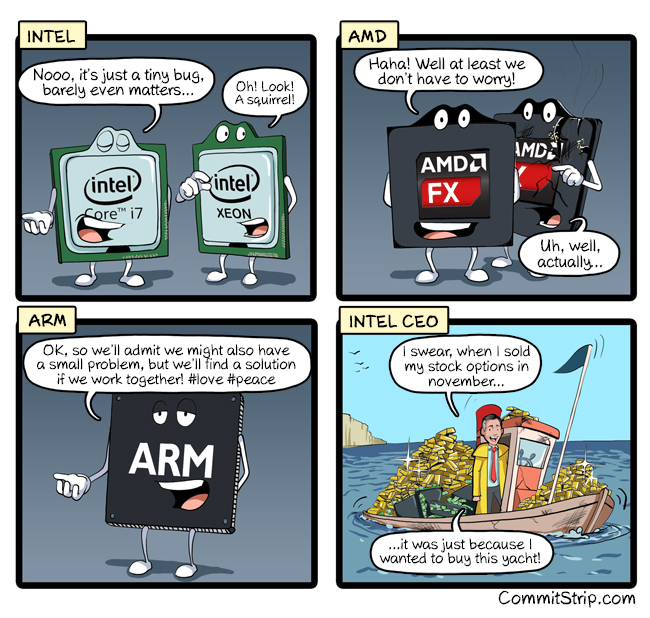 INTEL
Nooo, it's just a tiny bug,
barely even matters...
Oh! Look!
A squirrel!
intel
Core™ i7
intel
XEON
AMD
Haha! Well at least we
don't have to worry!
AMD
FX
AMD
Uh, well,
actually...
ARM
OK, so we'll admit we might also have
a small problem, but we'll find a solution
if we work together! #love #peace
ARM
INTEL CEO
I swear, when I sold
my stock options in
november...
...it was just because I
wanted to buy this yacht!
CommitStrip.com